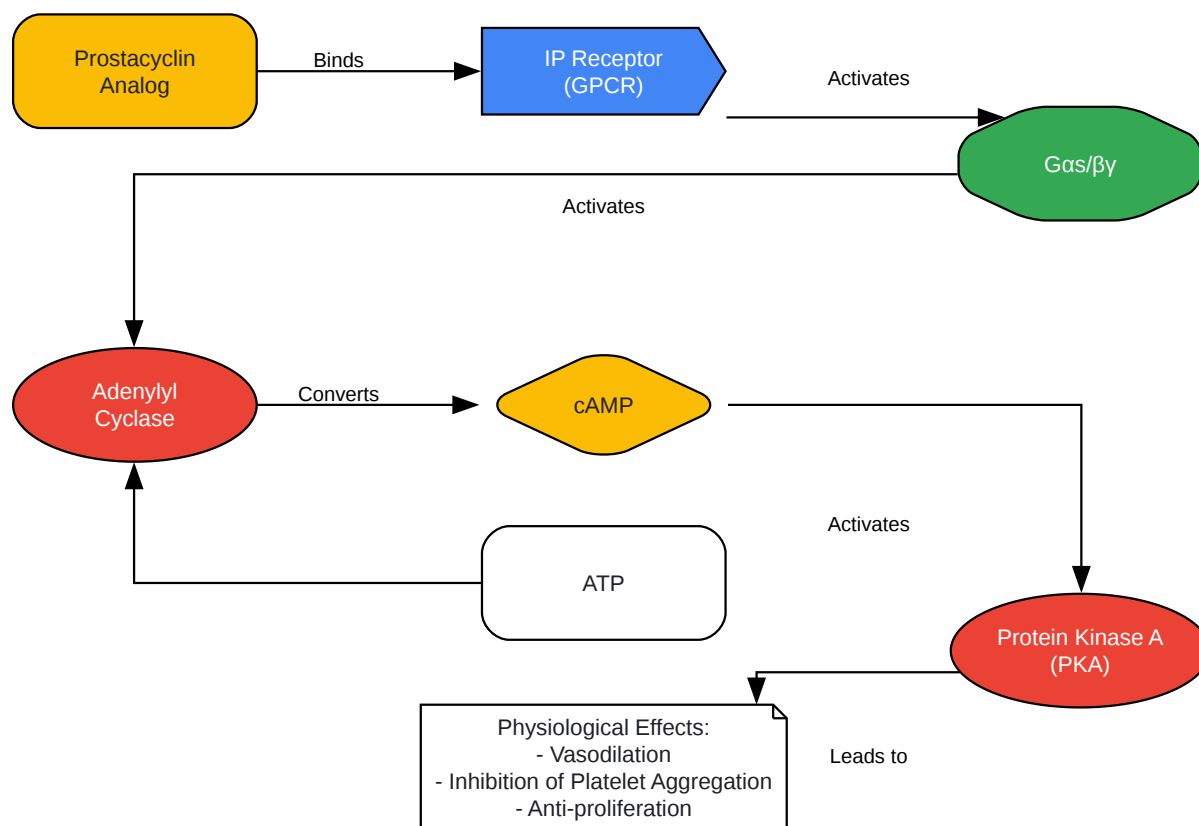 Prostacyclin
Analog
Binds
IP Receptor
(GPCR)
Activates
Gαs/βγ
Activates
Adenylyl
Cyclase
Converts
cAMP
Activates
ATP
Protein Kinase A
(PKA)
Physiological Effects:
- Vasodilation
- Inhibition of Platelet Aggregation
- Anti-proliferation
Leads to